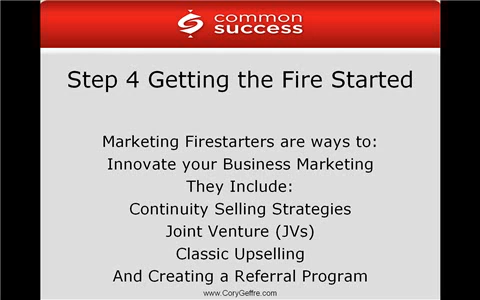 common
success
Step 4 Getting the Fire Started
Marketing Firestarters are ways to:
Innovate your Business Marketing
They Include:
Continuity Selling Strategies
Joint Venture (JVs)
Classic Upselling
And Creating a Referral Program
www.CoryGeffre.com